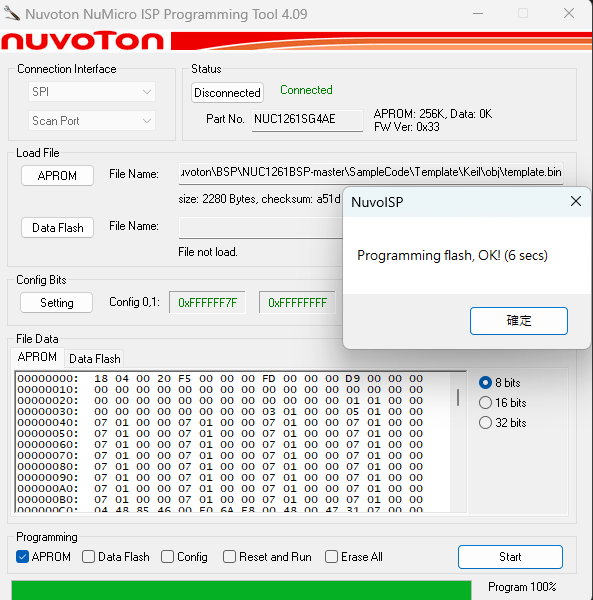 Nuvoton NuMicro ISP Programming Tool 4.09
nuvoTon
Connection Interface
SPI
Scan Port
Status
Disconnected
Connected
Part No.
NUC1261SG4AE
APROM: 256K, Data: 0K
FW Ver: 0x33
Load File
APROM
File Name:
uvoton\BSP\NUC1261BSP-master\SampleCode\Template\Keil\obj\template.bin
size: 2280 Bytes, checksum: a51d
Data Flash
File Name:
File not load.
NuvoISP
Programming flash, OK! (6 secs)
確定
Config Bits
Setting
Config 0,1:
0xFFFFFF7F
0xFFFFFFFF
File Data
APROM
Data Flash
00000000: 18 04 00 20 F5 00 00 00 FD 00 00 00 D9 00 00 00
00000010: 00 00 00 00 00 00 00 00 00 00 00 00 00 00 00 00
00000020: 00 00 00 00 00 00 00 00 00 00 00 00 01 01 00 00
00000030: 00 00 00 00 00 00 00 00 03 01 00 00 05 01 00 00
00000040: 07 01 00 00 07 01 00 00 07 01 00 00 07 01 00 00
00000050: 07 01 00 00 07 01 00 00 07 01 00 00 07 01 00 00
00000060: 07 01 00 00 07 01 00 00 07 01 00 00 07 01 00 00
00000070: 07 01 00 00 07 01 00 00 07 01 00 00 07 01 00 00
00000080: 07 01 00 00 07 01 00 00 07 01 00 00 07 01 00 00
00000090: 07 01 00 00 07 01 00 00 07 01 00 00 07 01 00 00
000000A0: 07 01 00 00 07 01 00 00 07 01 00 00 07 01 00 00
000000B0: 07 01 00 00 07 01 00 00 07 01 00 00 07 01 00 00
000000C0: 04 48 85 46 00 F0 6A F8 00 48 00 47 31 07 00 00
8 bits
16 bits
32 bits
Programming
APROM
Data Flash
Config
Reset and Run
Erase All
Start
Program 100%